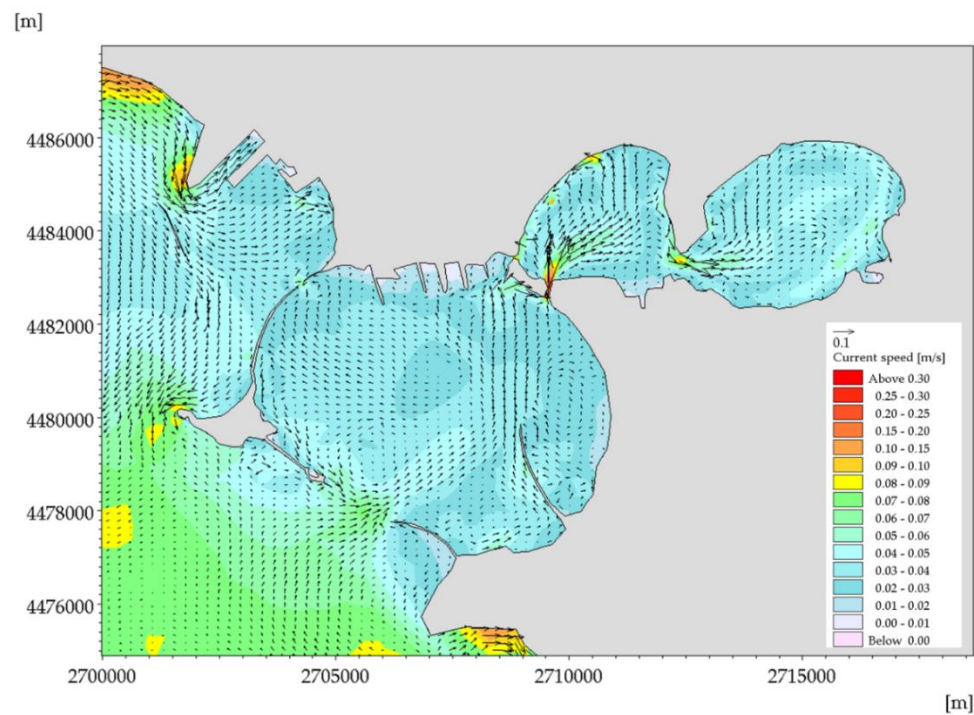 [m]
4486000
4484000
4482000
4480000
4478000
4476000
2700000 2705000 2710000 2715000
[m]
0.1
Current speed [m/s]
Above 0.30
0.25 - 0.30
0.20 - 0.25
0.15 - 0.20
0.10 - 0.15
0.09 - 0.10
0.08 - 0.09
0.07 - 0.08
0.06 - 0.07
0.05 - 0.06
0.04 - 0.05
0.03 - 0.04
0.02 - 0.03
0.01 - 0.02
0.00 - 0.01
Below 0.00